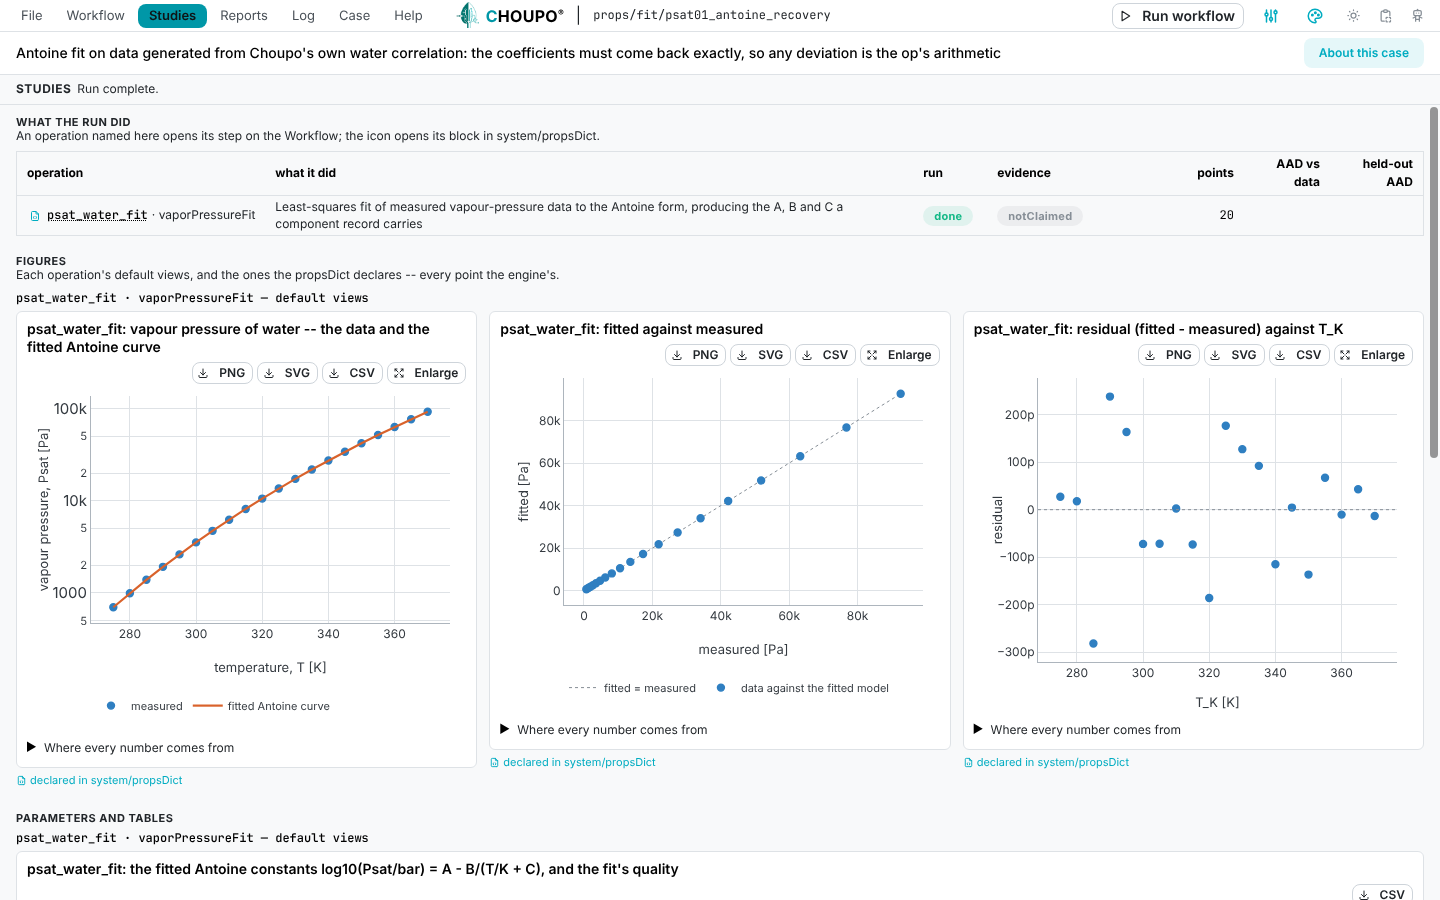 File Workflow Studies Reports Log Case Help CHOUPO® props/fit/psat01_antoine_recovery Run workflow
Antoine fit on data generated from Choupo's own water correlation: the coefficients must come back exactly, so any deviation is the op's arithmetic About this case
STUDIES Run complete.
WHAT THE RUN DID
An operation named here opens its step on the Workflow; the icon opens its block in system/propsDict.
operation what it did run evidence points AAD vs data held-out AAD
psat_water_fit · vaporPressureFit Least-squares fit of measured vapour-pressure data to the Antoine form, producing the A, B and C a component record carries done notClaimed 20
FIGURES
Each operation's default views, and the ones the propsDict declares -- every point the engine's.
psat_water_fit · vaporPressureFit — default views
psat_water_fit: vapour pressure of water -- the data and the
fitted Antoine curve
PNG SVG CSV Enlarge
100k
5
2
10k
5
2
1000
5
vapour pressure, Psat [Pa]
280 300 320 340 360
temperature, T [K]
measured fitted Antoine curve
Where every number comes from
declared in system/propsDict
psat_water_fit: fitted against measured
PNG SVG CSV Enlarge
80k
60k
40k
20k
0
fitted [Pa]
0 20k 40k 60k 80k
measured [Pa]
fitted = measured data against the fitted model
Where every number comes from
declared in system/propsDict
psat_water_fit: residual (fitted - measured) against T_K
PNG SVG CSV Enlarge
200p
100p
0
−100p
−200p
−300p
residual
280 300 320 340 360
T_K [K]
Where every number comes from
declared in system/propsDict
PARAMETERS AND TABLES
psat_water_fit · vaporPressureFit — default views
psat_water_fit: the fitted Antoine constants log10(Psat/bar) = A - B/(T/K + C), and the fit's quality
CSV